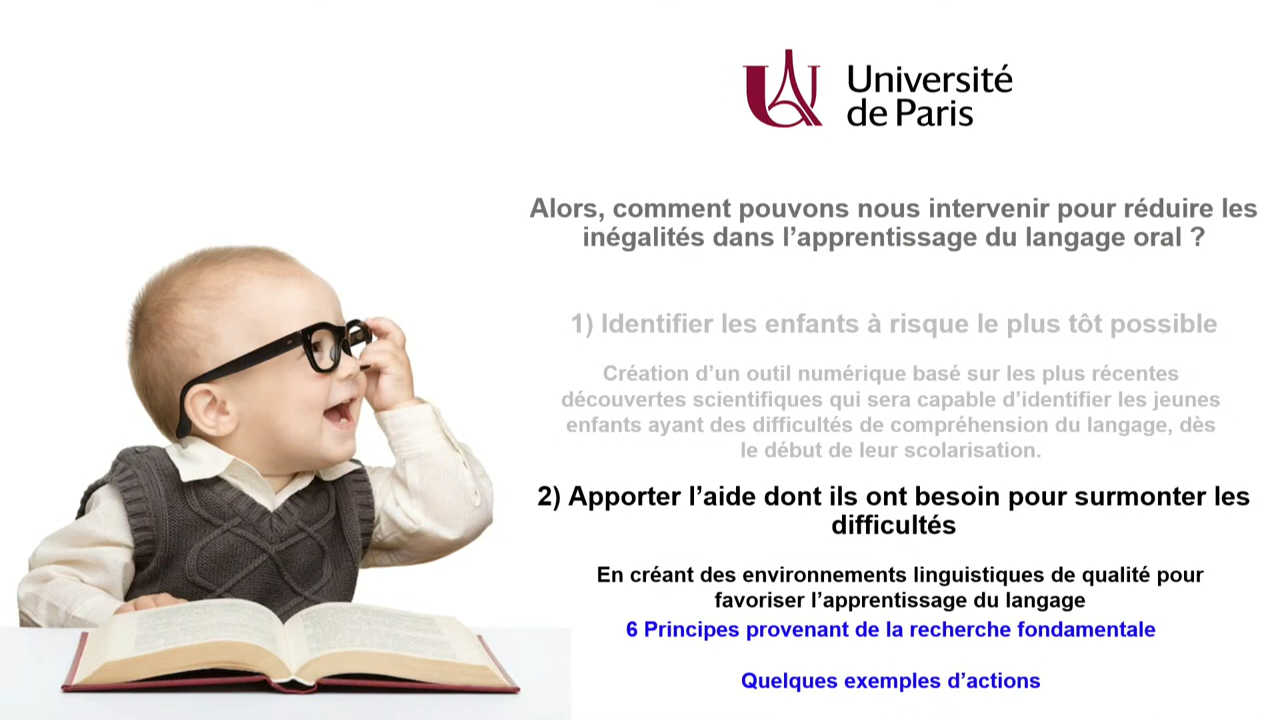 Université
de Paris
Alors, comment pouvons nous intervenir pour réduire les
inégalités dans l’apprentissage du langage oral ?
1) Identifier les enfants à risque le plus tôt possible
Création d’un outil numérique basé sur les plus récentes
découvertes scientifiques qui sera capable d’identifier les jeunes
enfants ayant des difficultés de compréhension du langage, dès
le début de leur scolarisation.
2) Apporter l’aide dont ils ont besoin pour surmonter les
difficultés
En créant des environnements linguistiques de qualité pour
favoriser l’apprentissage du langage
6 Principes provenant de la recherche fondamentale
Quelques exemples d’actions